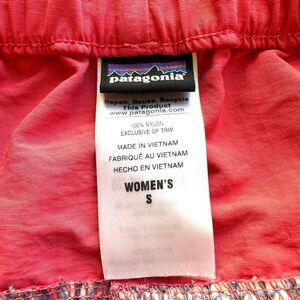 patagonia
Repair, Reuse, Recycle
This Product
www.patagonia.com
100% NYLON
EXCLUSIVE OF TRIM
MADE IN VIETNAM
FABRIQUÉ AU VIETNAM
HECHO EN VIETNAM
WOMEN'S
S